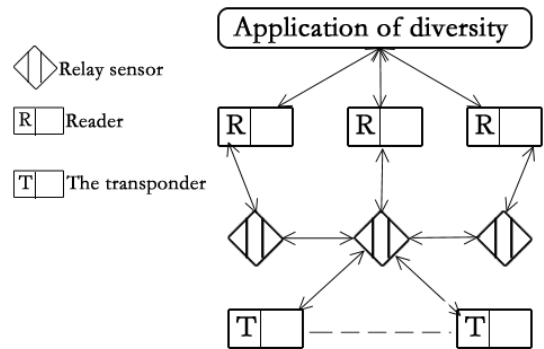 Application of diversity
Relay sensor
R Reader
T The transponder
R R R
T T